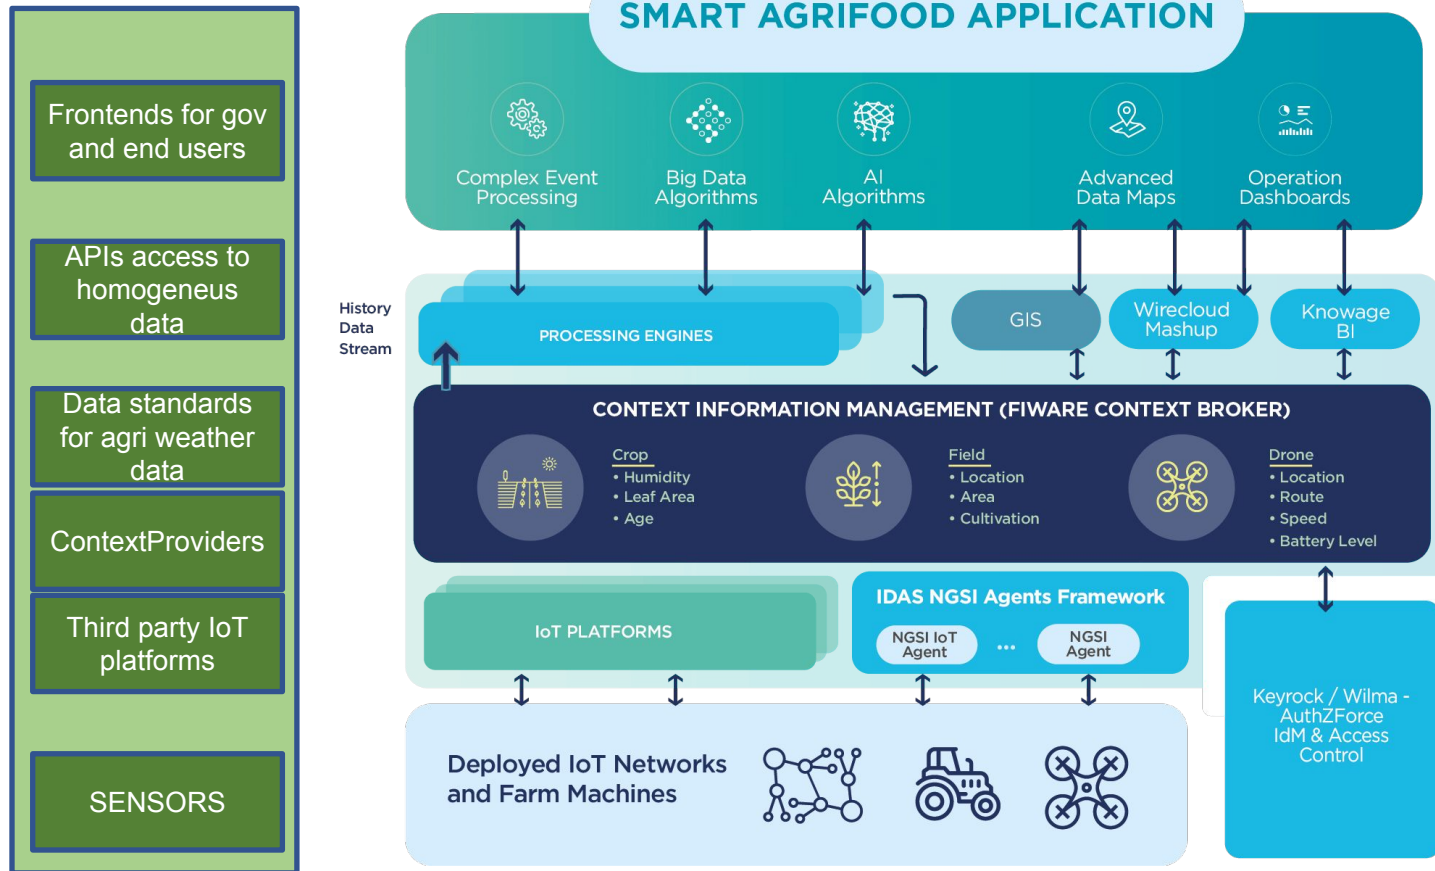 Frontends for gov
and end users
APIs access to
homogeneus
data
Data standards
for agri weather
data
ContextProviders
Third party IoT
platforms
SENSORS
SMART AGRIFOOD APPLICATION
Complex Event
Processing
Big Data
Algorithms
AI
Algorithms
Advanced
Data Maps
Operation
Dashboards
History
Data
Stream
PROCESSING ENGINES
GIS
Wirecloud
Mashup
Knowage
BI
CONTEXT INFORMATION MANAGEMENT (FIWARE CONTEXT BROKER)
Crop
• Humidity
• Leaf Area
• Age
Field
• Location
• Area
• Cultivation
Drone
• Location
• Route
• Speed
• Battery Level
IoT PLATFORMS
IDAS NGSI Agents Framework
NGSI IoT
Agent
...
NGSI
Agent
Keyrock / Wilma -
AuthZForce
IdM & Access
Control
Deployed IoT Networks
and Farm Machines